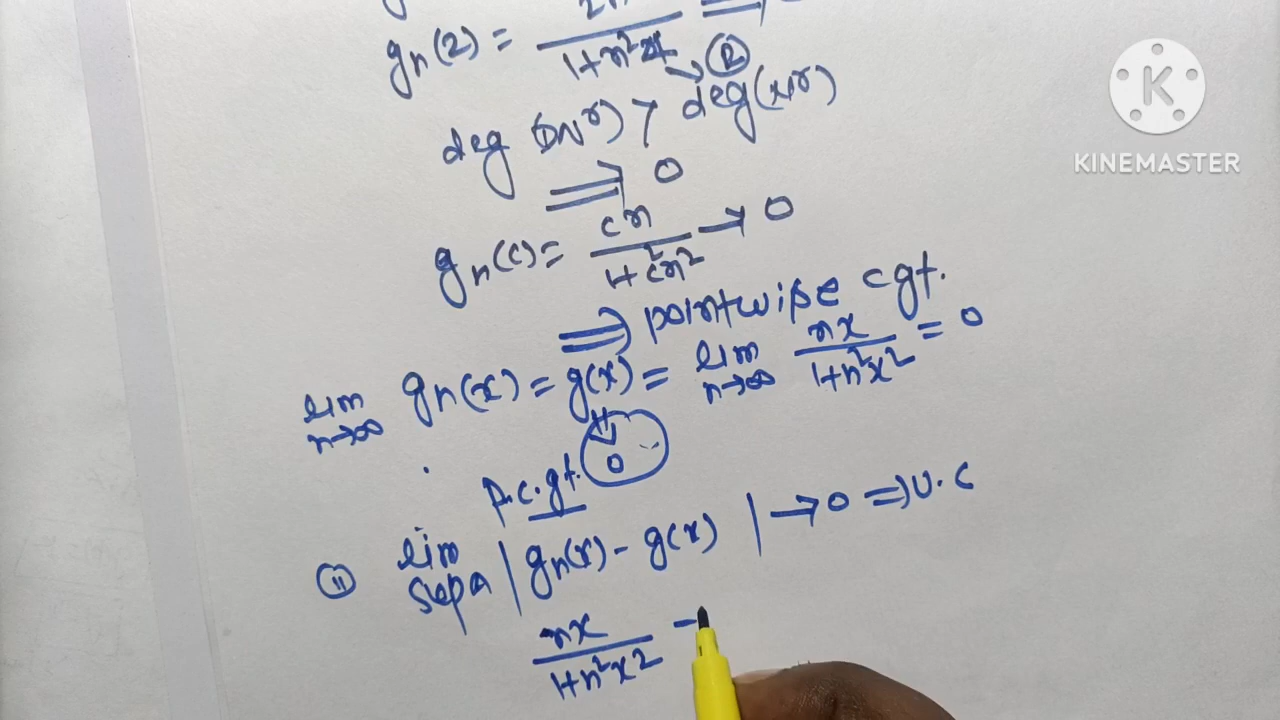 gn(2) = 2n / 1+n²4
deg (DNʳ) > deg(Nʳ)
⟹ 0
gn(c) = cn / 1+c²n² → 0
⟹ pointwise cgt.
lim n→∞ gn(x) = g(x) = lim n→∞ nx / 1+n²x² = 0
0
p.c.gt.
(ii) lim sup | gn(x) - g(x) | → 0 ⇒ U.C
nx / 1+n²x² -
KINEMASTER